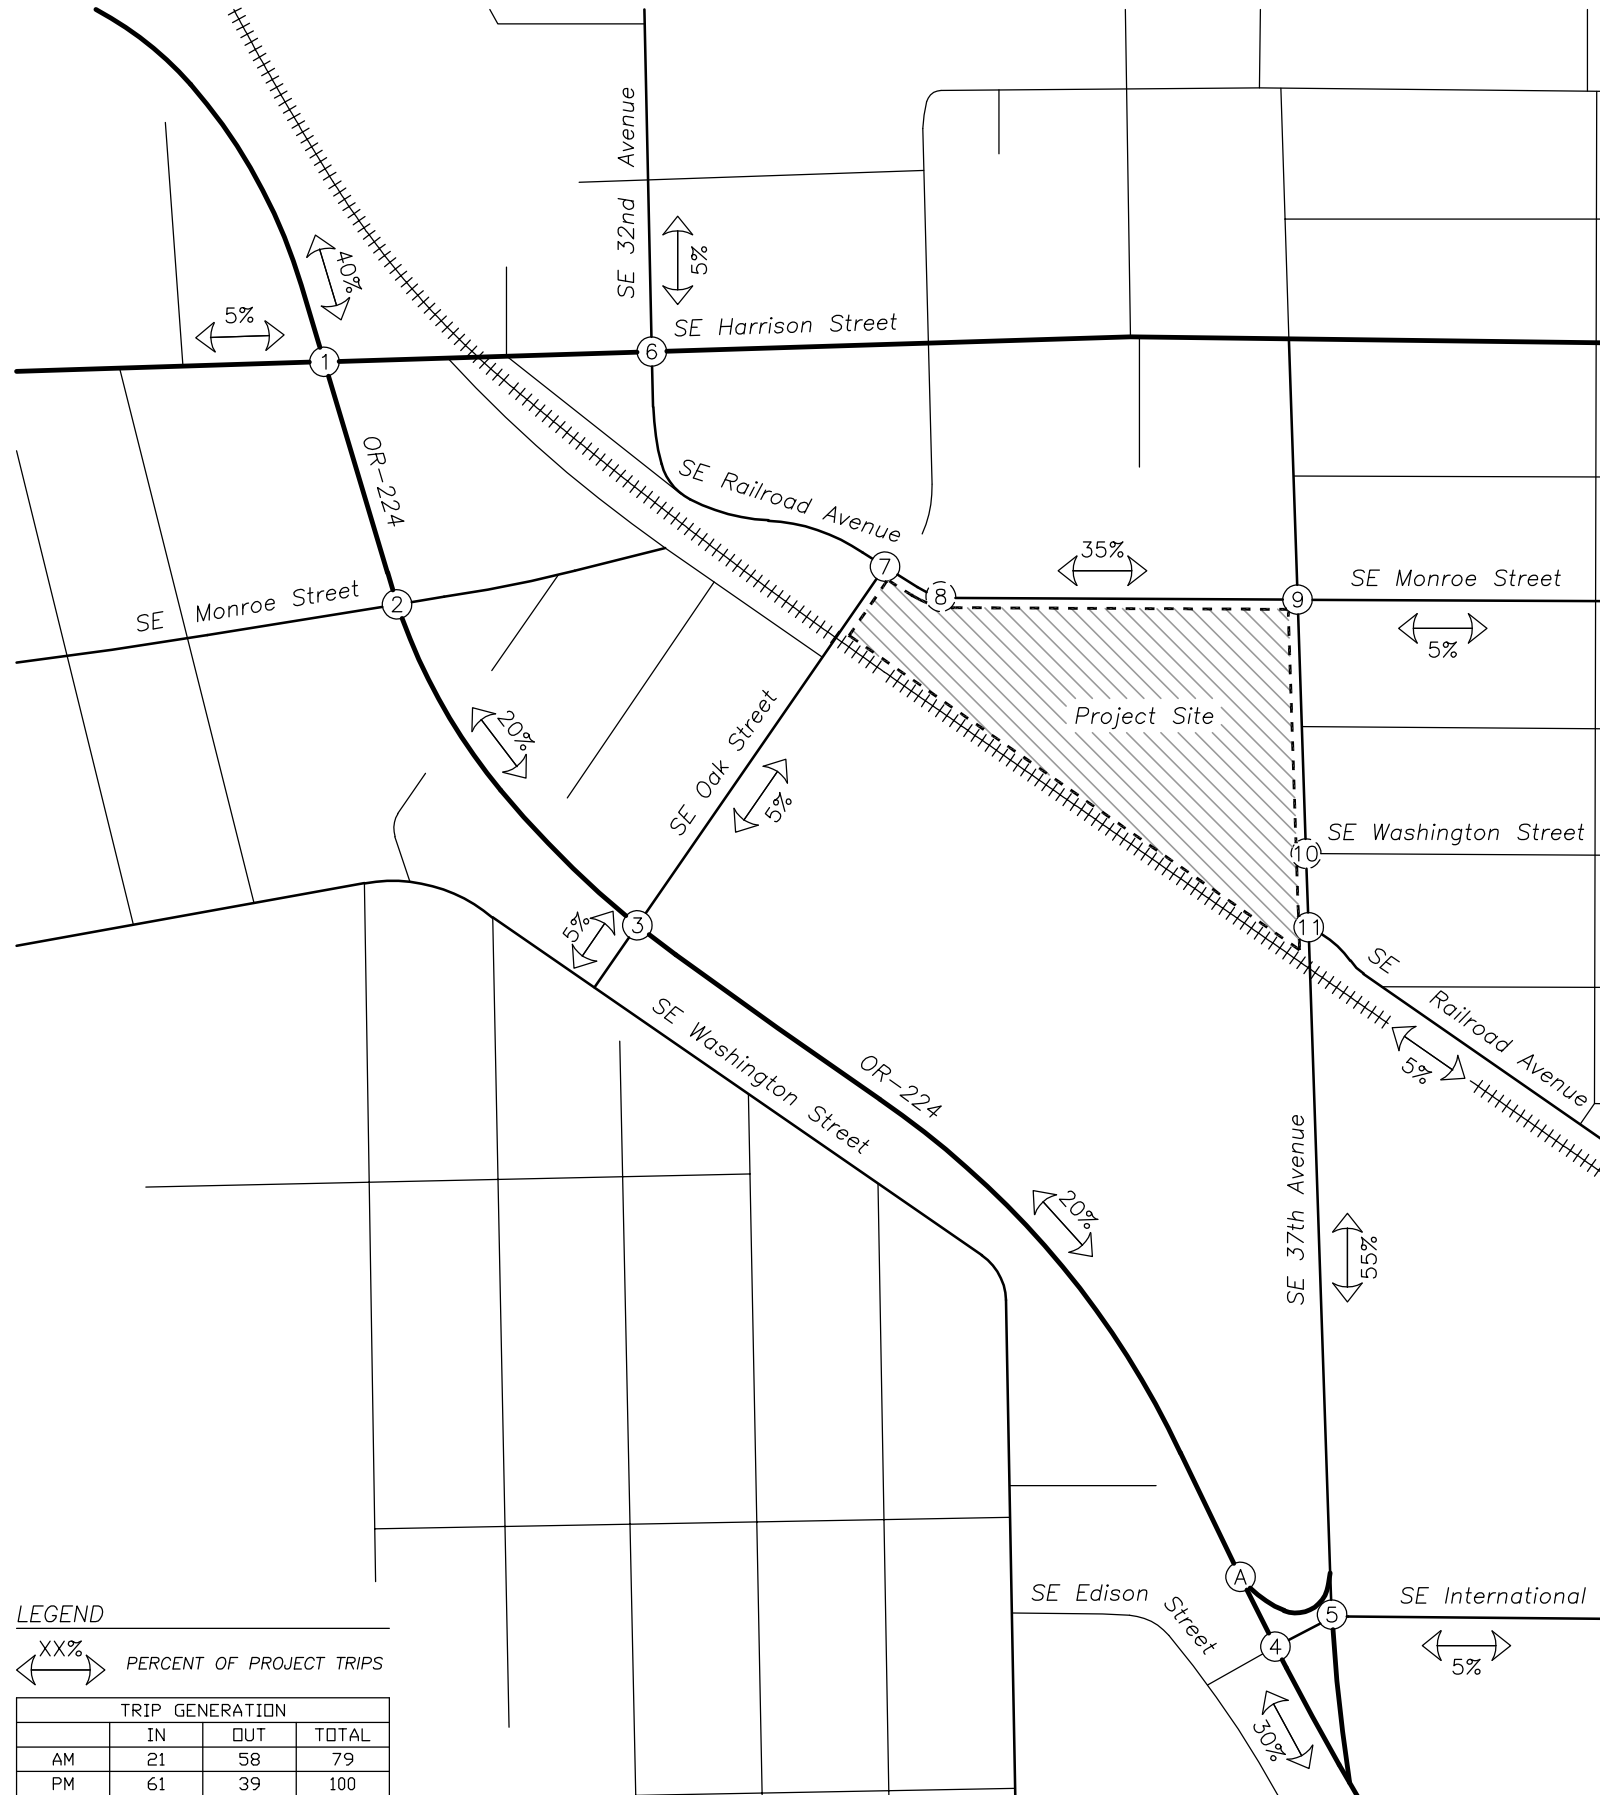 SE 32nd Avenue
5%
40%
5%
SE Harrison Street
1
6
OR-224
SE Railroad Avenue
7
35%
8
9
SE Monroe Street
5%
SE Monroe Street
2
20%
SE Oak Street
5%
Project Site
SE Washington Street
10
11
3
5%
SE Railroad Avenue
5%
SE Washington Street
OR-224
SE 37th Avenue
55%
20%
A
SE Edison Street
5
4
SE International
5%
30%
LEGEND
XX%
PERCENT OF PROJECT TRIPS
TRIP GENERATION
IN OUT TOTAL
AM 21 58 79
PM 61 39 100